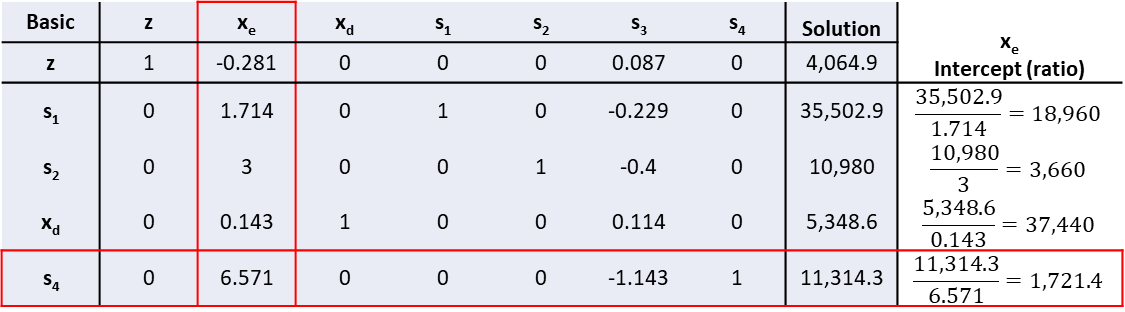 Basic z xₑ x_d s₁ s₂ s₃ s₄ Solution xₑ Intercept (ratio)
z 1 -0.281 0 0 0 0.087 0 4,064.9
s₁ 0 1.714 0 1 0 -0.229 0 35,502.9 35,502.9/1.714 = 18,960
s₂ 0 3 0 0 1 -0.4 0 10,980 10,980/3 = 3,660
x_d 0 0.143 1 0 0 0.114 0 5,348.6 5,348.6/0.143 = 37,440
s₄ 0 6.571 0 0 0 -1.143 1 11,314.3 11,314.3/6.571 = 1,721.4